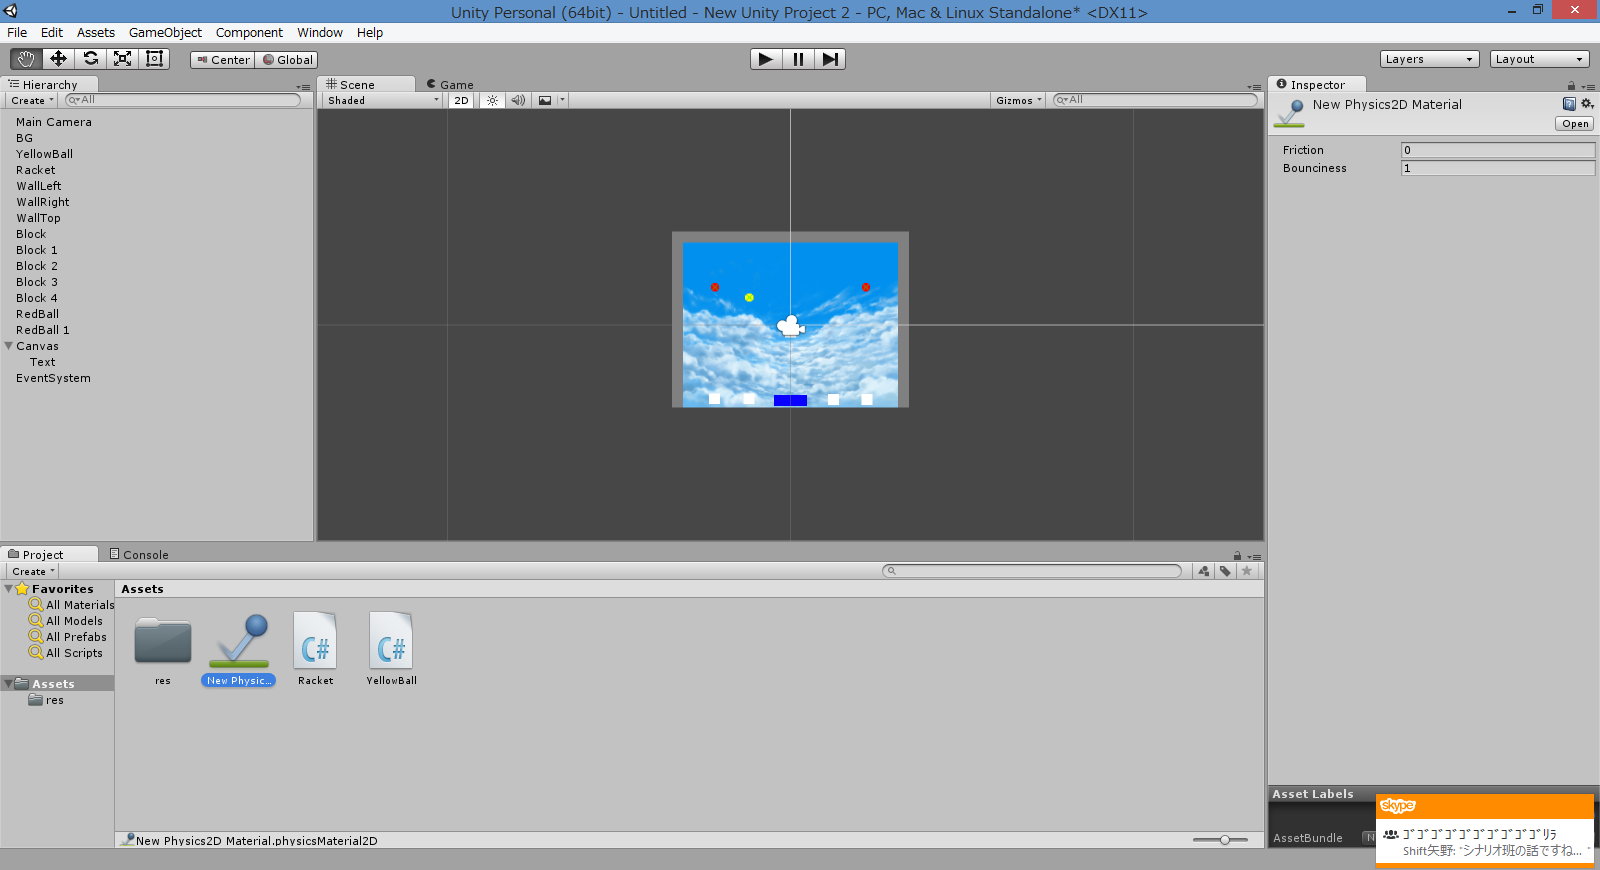 Unity Personal (64bit) - Untitled - New Unity Project 2 - PC, Mac & Linux Standalone* <DX11>
File Edit Assets GameObject Component Window Help
Center Global
Layers Layout
Hierarchy
Create All
Main Camera
BG
YellowBall
Racket
WallLeft
WallRight
WallTop
Block
Block 1
Block 2
Block 3
Block 4
RedBall
RedBall 1
Canvas
Text
EventSystem
Scene Game
Shaded 2D Gizmos All
Inspector
New Physics2D Material
Open
Friction 0
Bounciness 1
Project Console
Create
Favorites
All Materials
All Models
All Prefabs
All Scripts
Assets
res
Assets
res New Physic... Racket YellowBall
C# C#
New Physics2D Material.physicsMaterial2D
Asset Labels
AssetBundle N
skype
ｺﾞｺﾞｺﾞｺﾞｺﾞｺﾞｺﾞｺﾞｺﾞｺﾞﾘﾗ
Shift矢野: "シナリオ班の話ですね... "